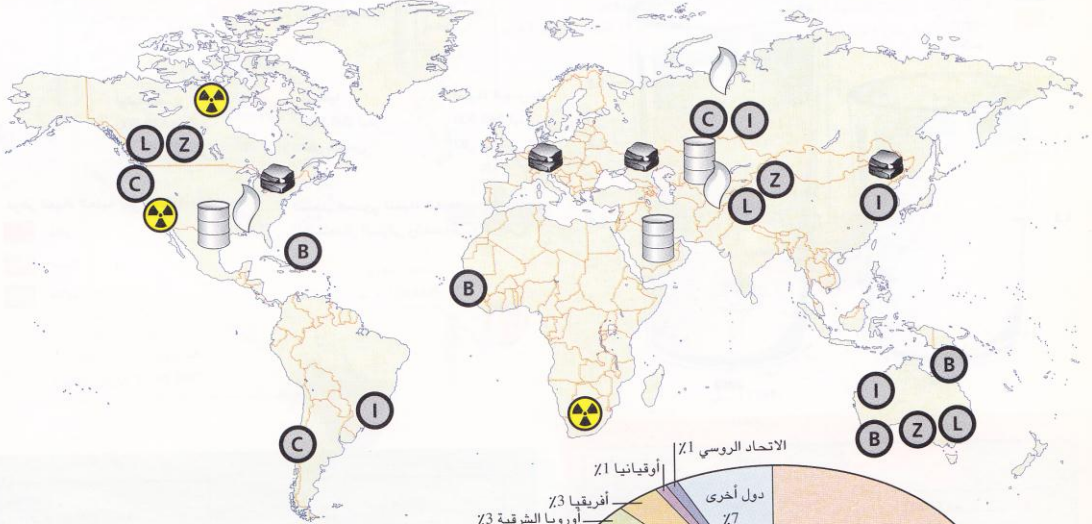 C
I
L
Z
C
Z
L
I
B
B
B
I
I
C
B
Z
L
الاتحاد الروسي 1٪
أوقيانيا 1٪
دول أخرى
7٪
أفريقيا 3٪
أوروبا الشرقية 3٪